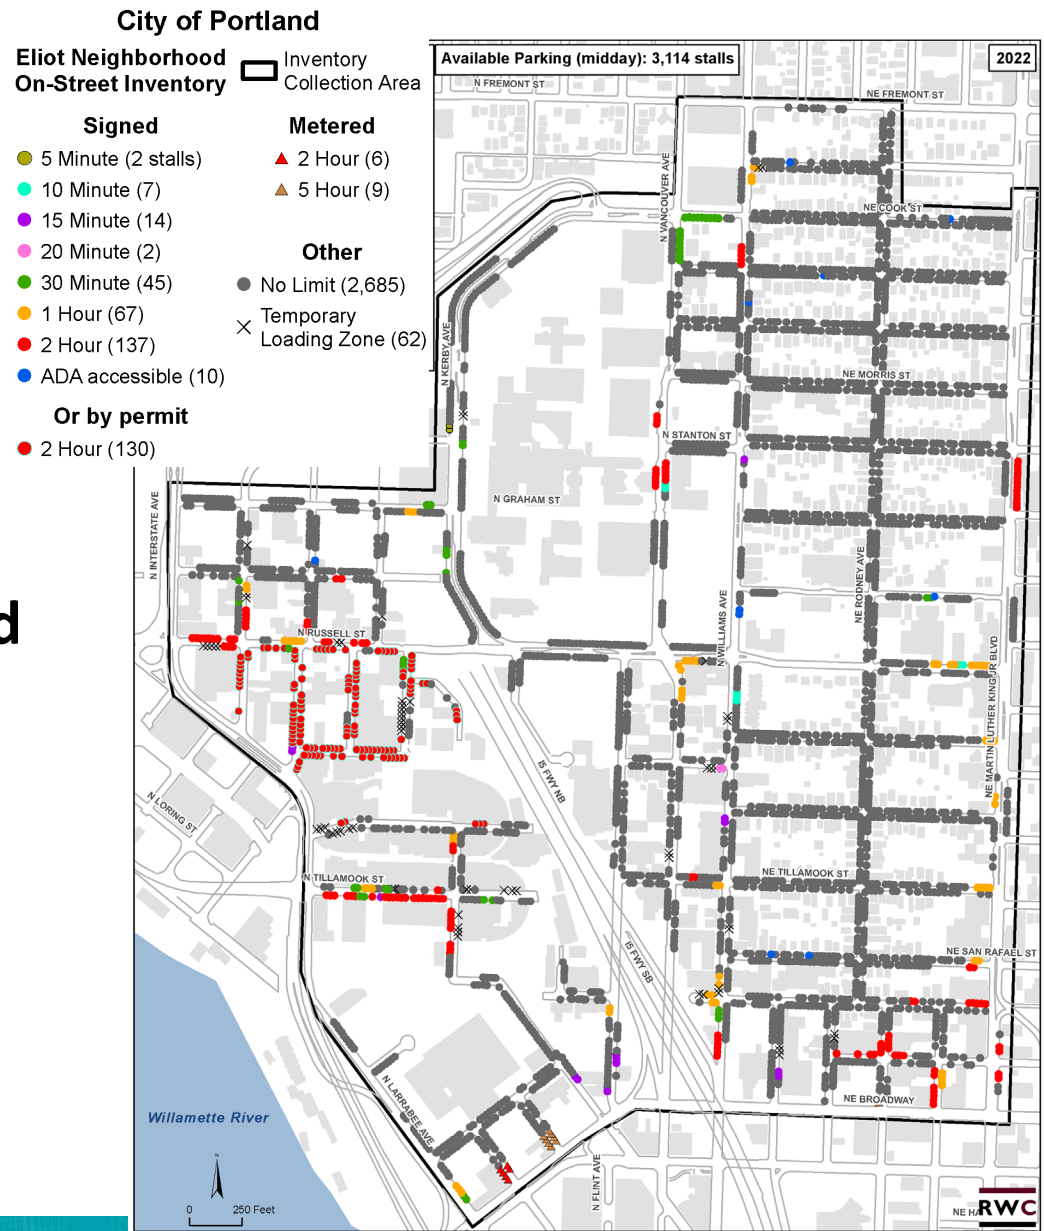 City of Portland
Eliot Neighborhood
On-Street Inventory
Inventory
Collection Area
Signed
5 Minute (2 stalls)
10 Minute (7)
15 Minute (14)
20 Minute (2)
30 Minute (45)
1 Hour (67)
2 Hour (137)
ADA accessible (10)
Or by permit
2 Hour (130)
Metered
2 Hour (6)
5 Hour (9)
Other
No Limit (2,685)
Temporary
Loading Zone (62)
d
Available Parking (midday): 3,114 stalls
2022
N FREMONT ST
NE FREMONT ST
N VANCOUVER AVE
NE COOK ST
N KERBY AVE
NE MORRIS ST
N STANTON ST
N GRAHAM ST
N INTERSTATE AVE
NE RODNEY AVE
N WILLIAMS AVE
N RUSSELL ST
NE MARTIN LUTHER KING JR BLVD
I5 FWY NB
N LORING ST
N TILLAMOOK ST
NE TILLAMOOK ST
I5 FWY SB
NE SAN RAFAEL ST
N LARRABEE AVE
NE BROADWAY
Willamette River
N FLINT AVE
N
0 250 Feet
NE HA
RWC